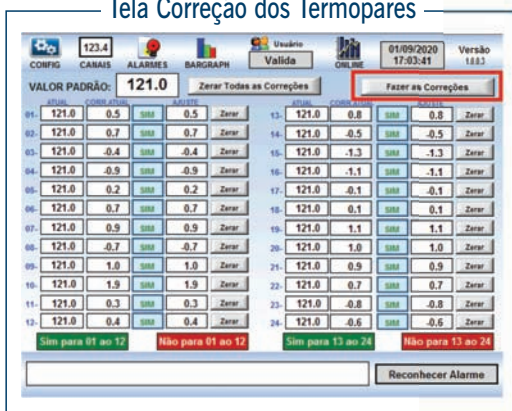 Tela Correção dos Termopares
CONFIG CANAIS 123.4 ALARMES BARGRAPH Usuário Valida ONLINE 01/09/2020 17:03:41 Versão 1.0.0.3
VALOR PADRÃO: 121.0 Zerar Todas as Correções Fazer as Correções
ATUAL CORR.ATUAL AJUSTE ATUAL CORR.ATUAL AJUSTE
01- 121.0 0.5 SIM 0.5 Zerar 13- 121.0 0.8 SIM 0.8 Zerar
02- 121.0 0.7 SIM 0.7 Zerar 14- 121.0 -0.5 SIM -0.5 Zerar
03- 121.0 -0.4 SIM -0.4 Zerar 15- 121.0 -1.3 SIM -1.3 Zerar
04- 121.0 -0.9 SIM -0.9 Zerar 16- 121.0 -1.1 SIM -1.1 Zerar
05- 121.0 0.2 SIM 0.2 Zerar 17- 121.0 -0.1 SIM -0.1 Zerar
06- 121.0 0.7 SIM 0.7 Zerar 18- 121.0 0.1 SIM 0.1 Zerar
07- 121.0 0.9 SIM 0.9 Zerar 19- 121.0 1.1 SIM 1.1 Zerar
08- 121.0 -0.7 SIM -0.7 Zerar 20- 121.0 1.0 SIM 1.0 Zerar
09- 121.0 1.0 SIM 1.0 Zerar 21- 121.0 0.9 SIM 0.9 Zerar
10- 121.0 1.9 SIM 1.9 Zerar 22- 121.0 0.7 SIM 0.7 Zerar
11- 121.0 0.3 SIM 0.3 Zerar 23- 121.0 -0.8 SIM -0.8 Zerar
12- 121.0 0.4 SIM 0.4 Zerar 24- 121.0 -0.6 SIM -0.6 Zerar
Sim para 01 ao 12 Não para 01 ao 12 Sim para 13 ao 24 Não para 13 ao 24
Reconhecer Alarme